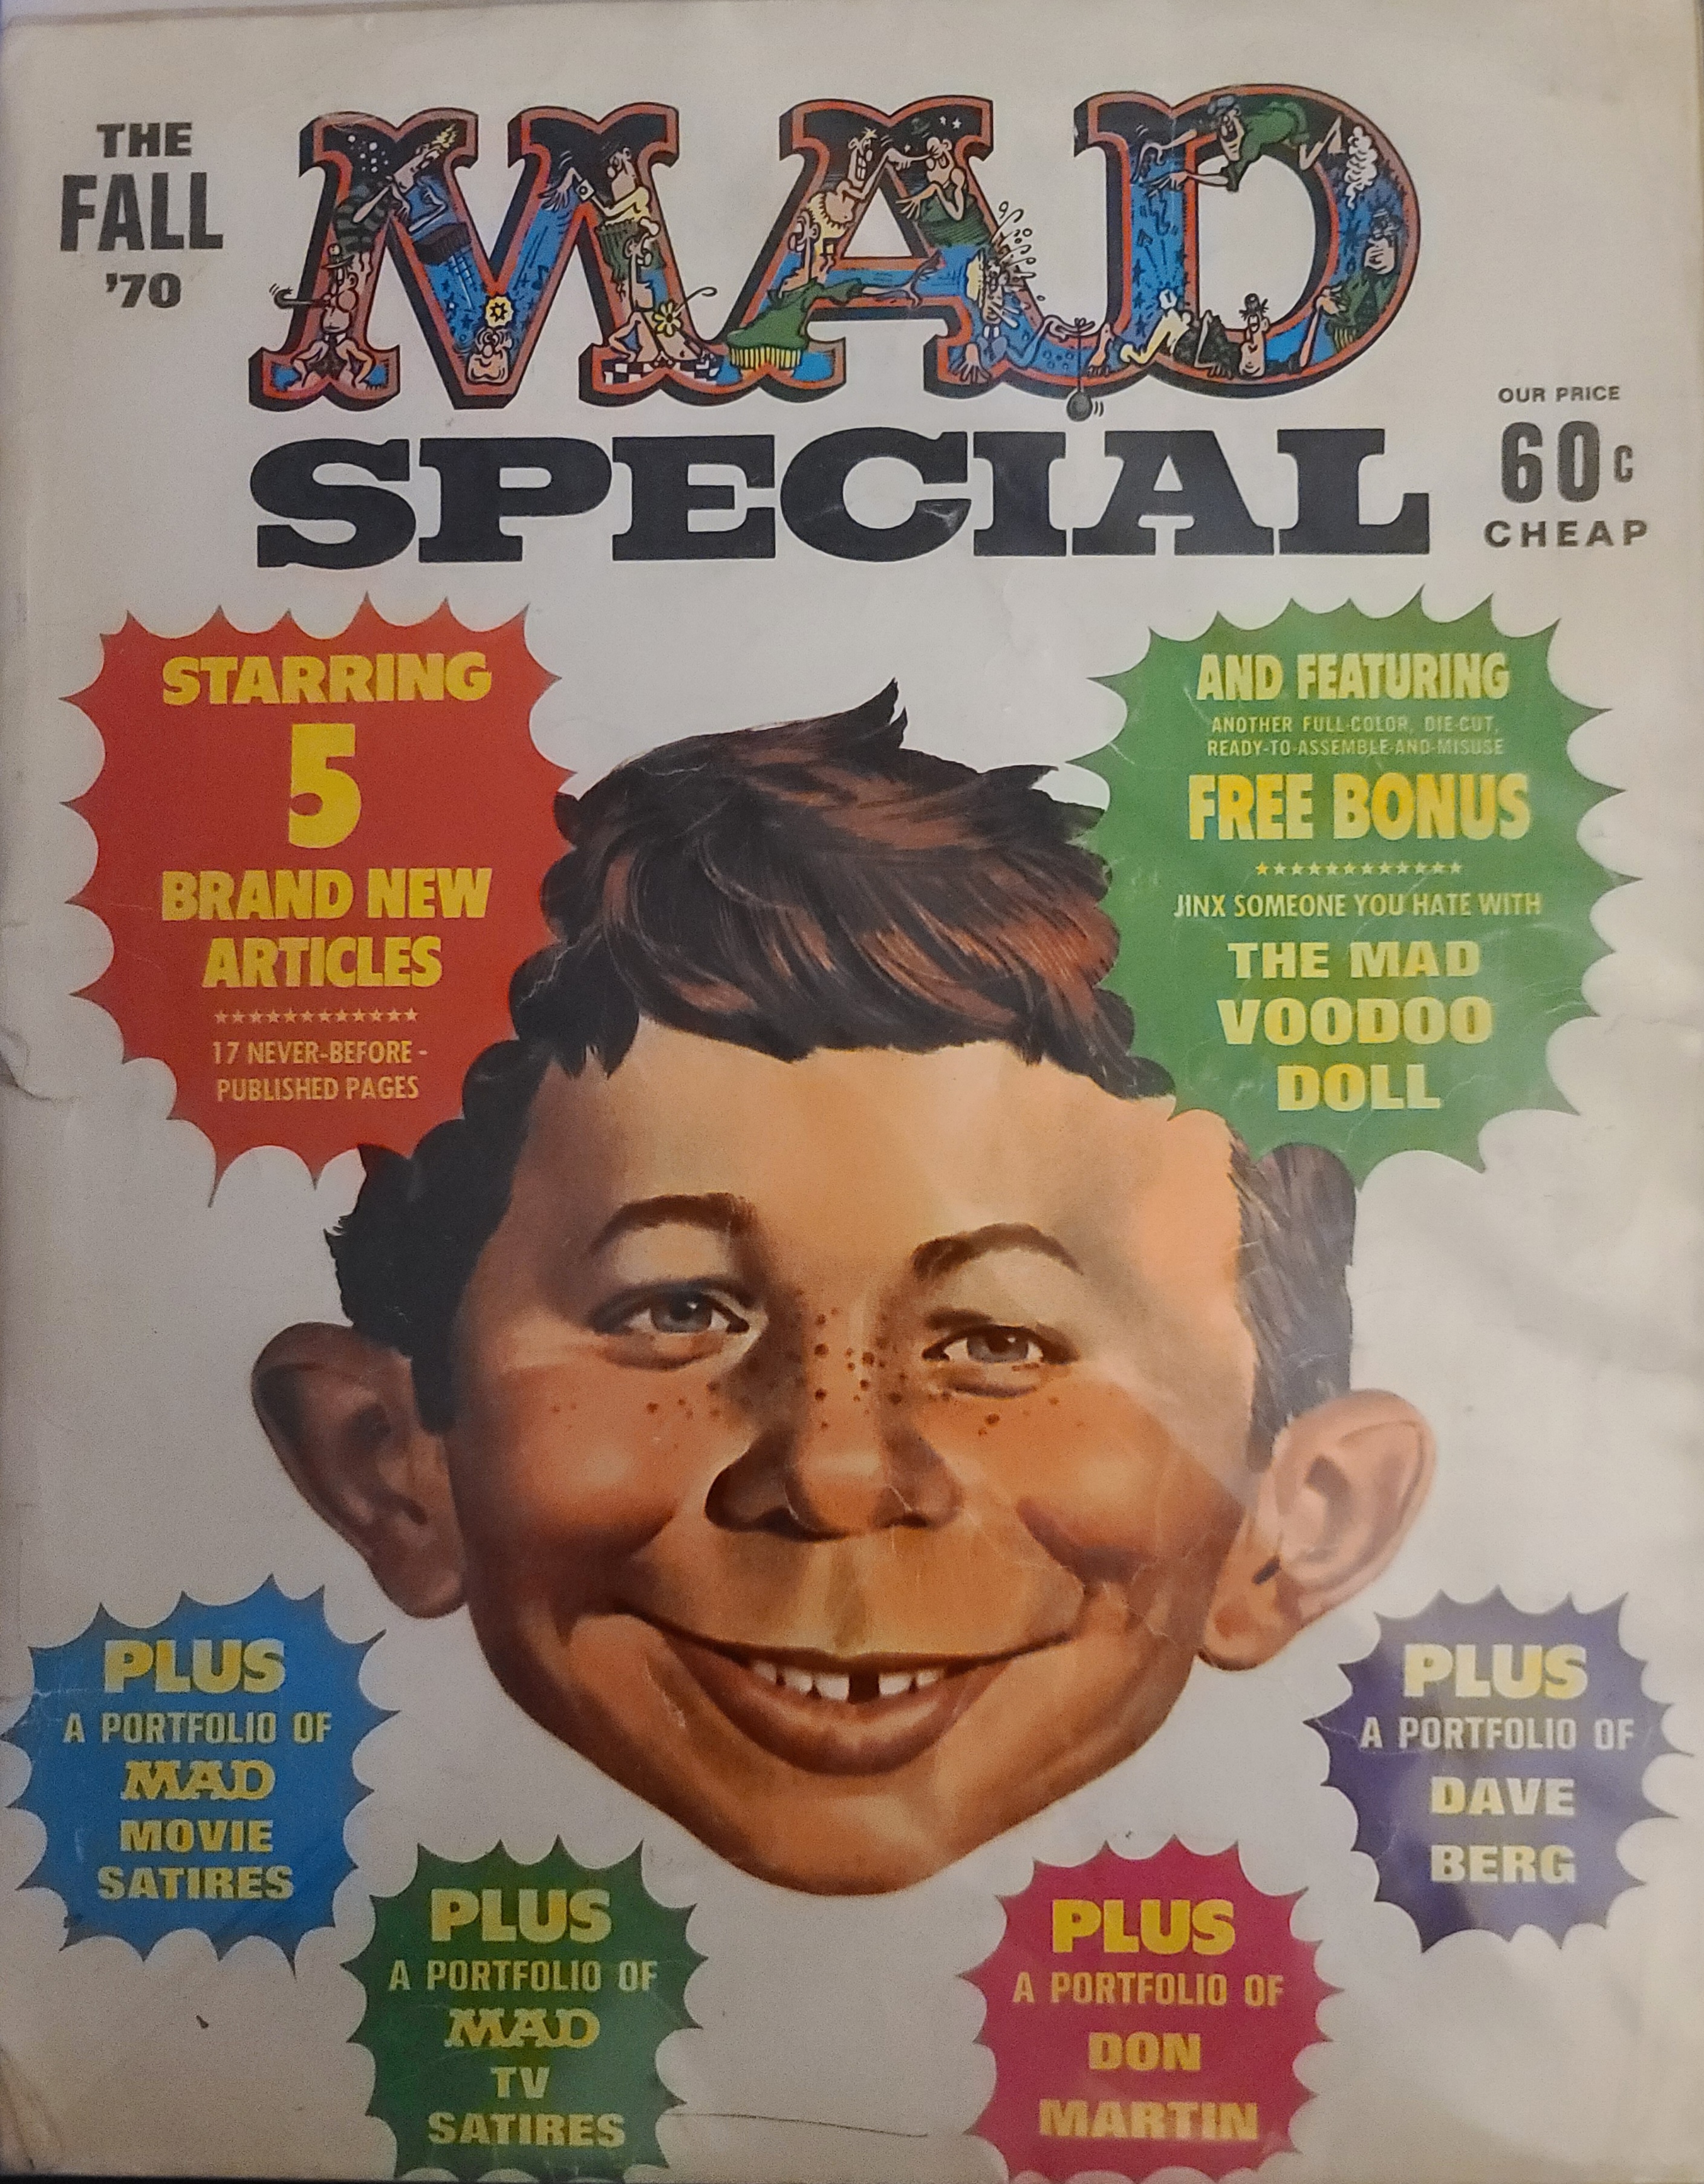 THE
FALL
'70
MAD
SPECIAL
OUR PRICE
60c
CHEAP
STARRING
5
BRAND NEW
ARTICLES
************
17 NEVER-BEFORE-
PUBLISHED PAGES
AND FEATURING
ANOTHER FULL-COLOR, DIE-CUT,
READY-TO-ASSEMBLE-AND-MISUSE
FREE BONUS
************
JINX SOMEONE YOU HATE WITH
THE MAD
VOODOO
DOLL
PLUS
A PORTFOLIO OF
MAD
MOVIE
SATIRES
PLUS
A PORTFOLIO OF
MAD
TV
SATIRES
PLUS
A PORTFOLIO OF
DON
MARTIN
PLUS
A PORTFOLIO OF
DAVE
BERG